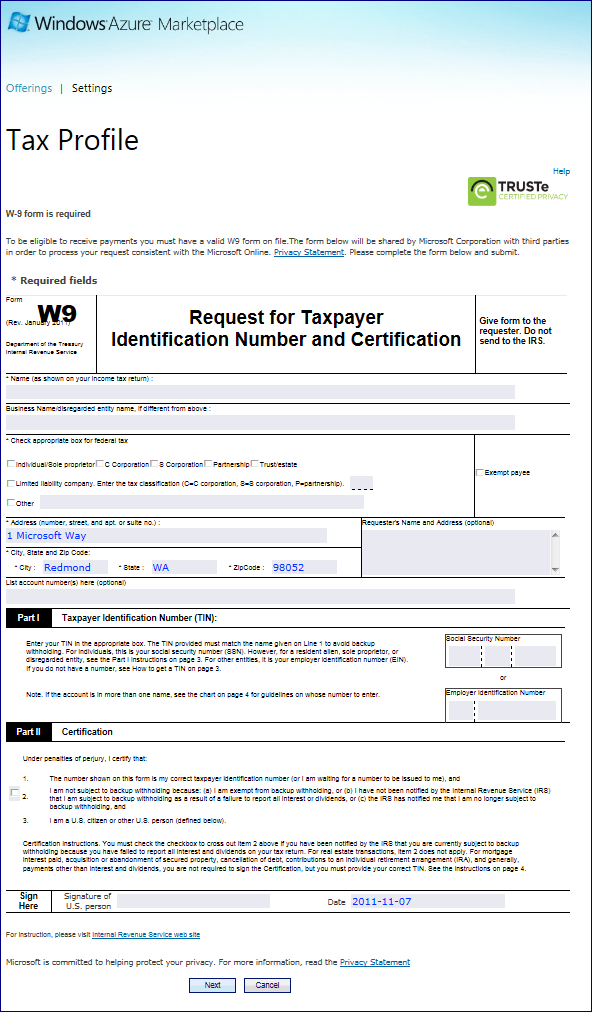 Windows Azure Marketplace
Offerings | Settings
Tax Profile
Help
TRUSTe
CERTIFIED PRIVACY
W-9 form is required
To be eligible to receive payments you must have a valid W9 form on file.The form below will be shared by Microsoft Corporation with third parties
in order to process your request consistent with the Microsoft Online. Privacy Statement. Please complete the form below and submit.
* Required fields
Form W9
(Rev. January 2011)
Department of the Treasury
Internal Revenue Service
Request for Taxpayer
Identification Number and Certification
Give form to the
requester. Do not
send to the IRS.
* Name (as shown on your income tax return) :
Business Name/disregarded entity name, if different from above :
* Check appropriate box for federal tax
Individual/Sole proprietor C Corporation S Corporation Partnership Trust/estate
Limited liability company. Enter the tax classification (C=C corporation, S=S corporation, P=partnership).
Other
Exempt payee
* Address (number, street, and apt. or suite no.) :
1 Microsoft Way
* City, State and Zip Code:
* City : Redmond * State : WA * ZipCode : 98052
Requester's Name and Address (optional)
List account number(s) here (optional)
Part I Taxpayer Identification Number (TIN):
Enter your TIN in the appropriate box. The TIN provided must match the name given on Line 1 to avoid backup
withholding. For individuals, this is your social security number (SSN). However, for a resident alien, sole proprietor, or
disregarded entity, see the Part I instructions on page 3. For other entities, it is your employer identification number (EIN).
If you do not have a number, see How to get a TIN on page 3.
Note. If the account is in more than one name, see the chart on page 4 for guidelines on whose number to enter.
Social Security Number
or
Employer Identification Number
Part II Certification
Under penalties of perjury, I certify that:
1. The number shown on this form is my correct taxpayer identification number (or I am waiting for a number to be issued to me), and
2. I am not subject to backup withholding because: (a) I am exempt from backup withholding, or (b) I have not been notified by the Internal Revenue Service (IRS)
that I am subject to backup withholding as a result of a failure to report all interest or dividends, or (c) the IRS has notified me that I am no longer subject to
backup withholding, and
3. I am a U.S. citizen or other U.S. person (defined below).
Certification instructions. You must check the checkbox to cross out item 2 above if you have been notified by the IRS that you are currently subject to backup
withholding because you have failed to report all interest and dividends on your tax return. For real estate transactions, item 2 does not apply. For mortgage
interest paid, acquisition or abandonment of secured property, cancellation of debt, contributions to an individual retirement arrangement (IRA), and generally,
payments other than interest and dividends, you are not required to sign the Certification, but you must provide your correct TIN. See the instructions on page 4.
Sign
Here
Signature of
U.S. person
Date 2011-11-07
For instruction, please visit Internal Revenue Service web site
Microsoft is committed to helping protect your privacy. For more information, read the Privacy Statement
Next Cancel